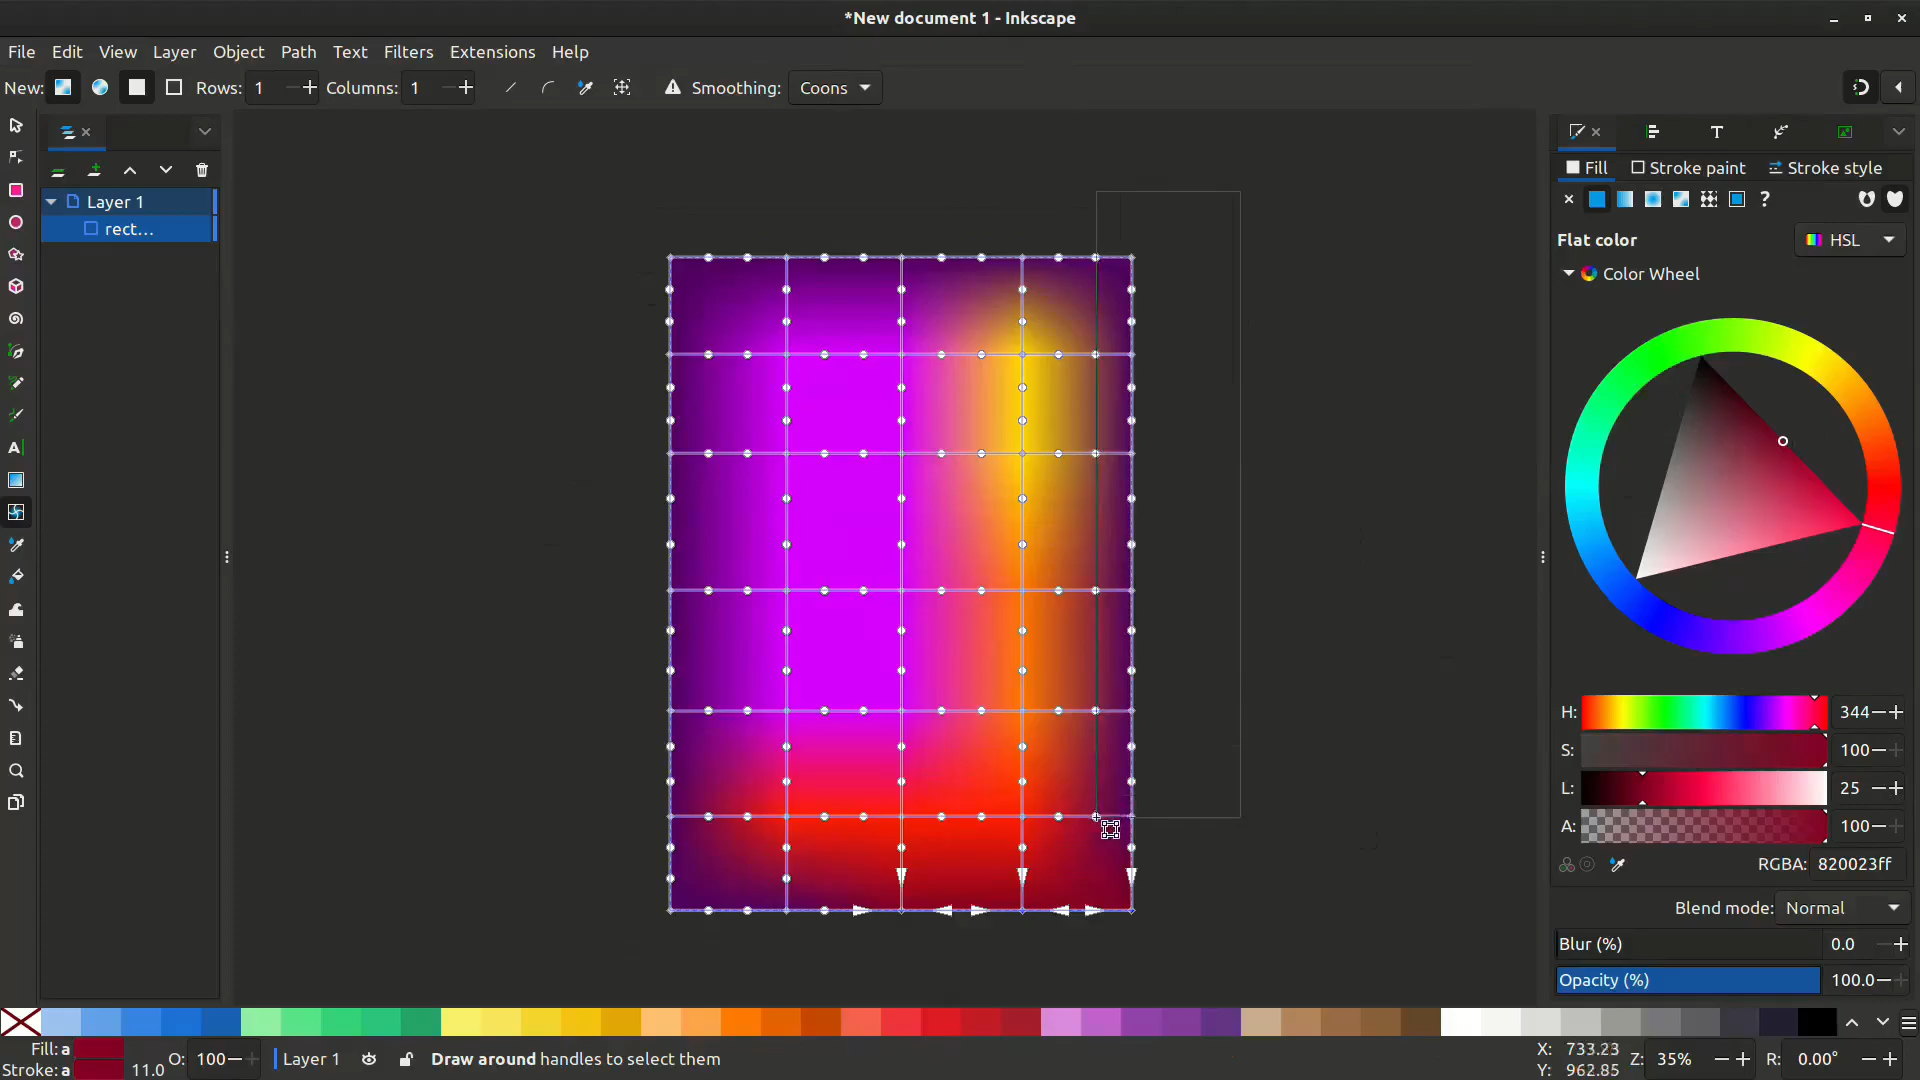 *New document 1 - Inkscape
File Edit View Layer Object Path Text Filters Extensions Help
New: Rows: 1 Columns: 1 Smoothing: Coons
Fill Stroke paint Stroke style
Layer 1
rect...
Flat color HSL
Color Wheel
H: 344
S: 100
L: 25
A: 100
RGBA: 820023ff
Blend mode: Normal
Blur (%) 0.0
Opacity (%) 100.0
Fill: a O: 100 Layer 1 Draw around handles to select them X: 733.23 Z: 35% R: 0.00°
Stroke: a 11.0 Y: 962.85